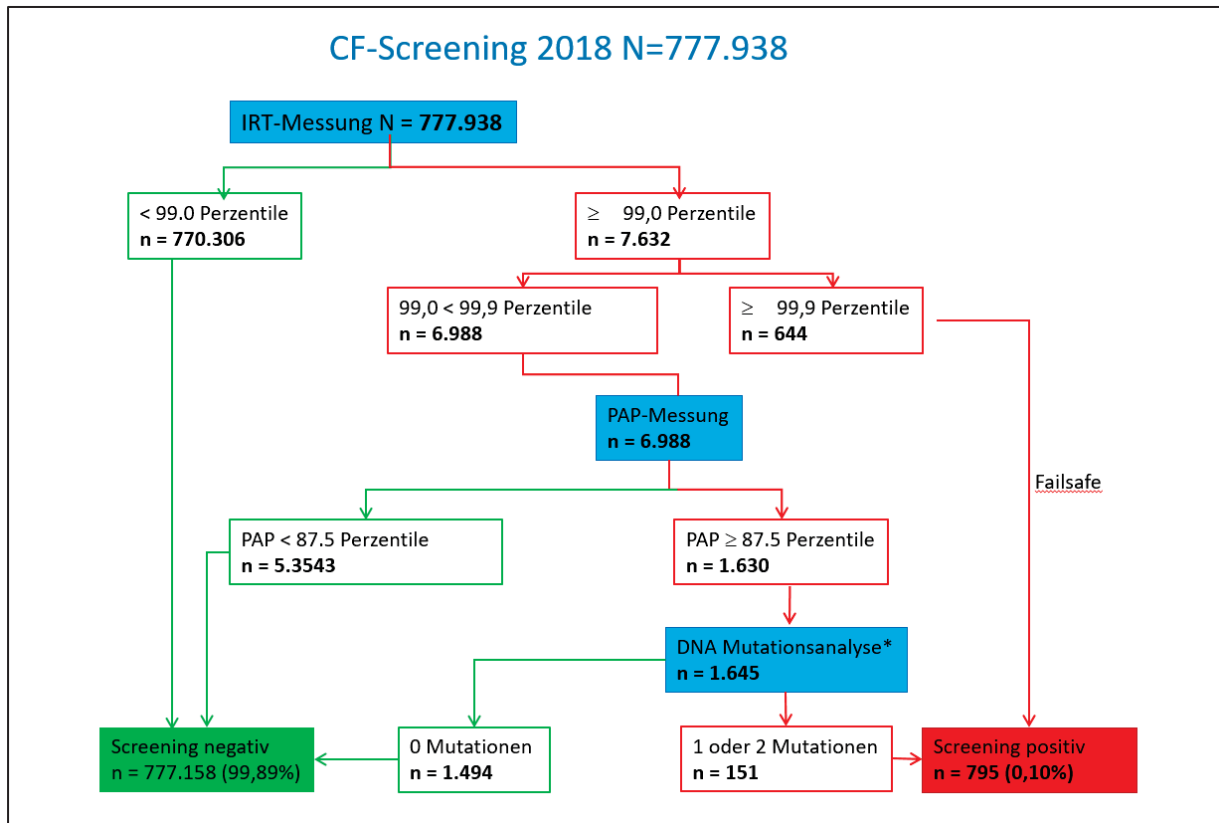 CF-Screening 2018 N=777.938
IRT-Messung N = 777.938
< 99.0 Perzentile
n = 770.306
≥ 99,0 Perzentile
n = 7.632
99,0 < 99,9 Perzentile
n = 6.988
≥ 99,9 Perzentile
n = 644
PAP-Messung
n = 6.988
Failsafe
PAP < 87.5 Perzentile
n = 5.3543
PAP ≥ 87.5 Perzentile
n = 1.630
DNA Mutationsanalyse*
n = 1.645
Screening negativ
n = 777.158 (99,89%)
0 Mutationen
n = 1.494
1 oder 2 Mutationen
n = 151
Screening positiv
n = 795 (0,10%)